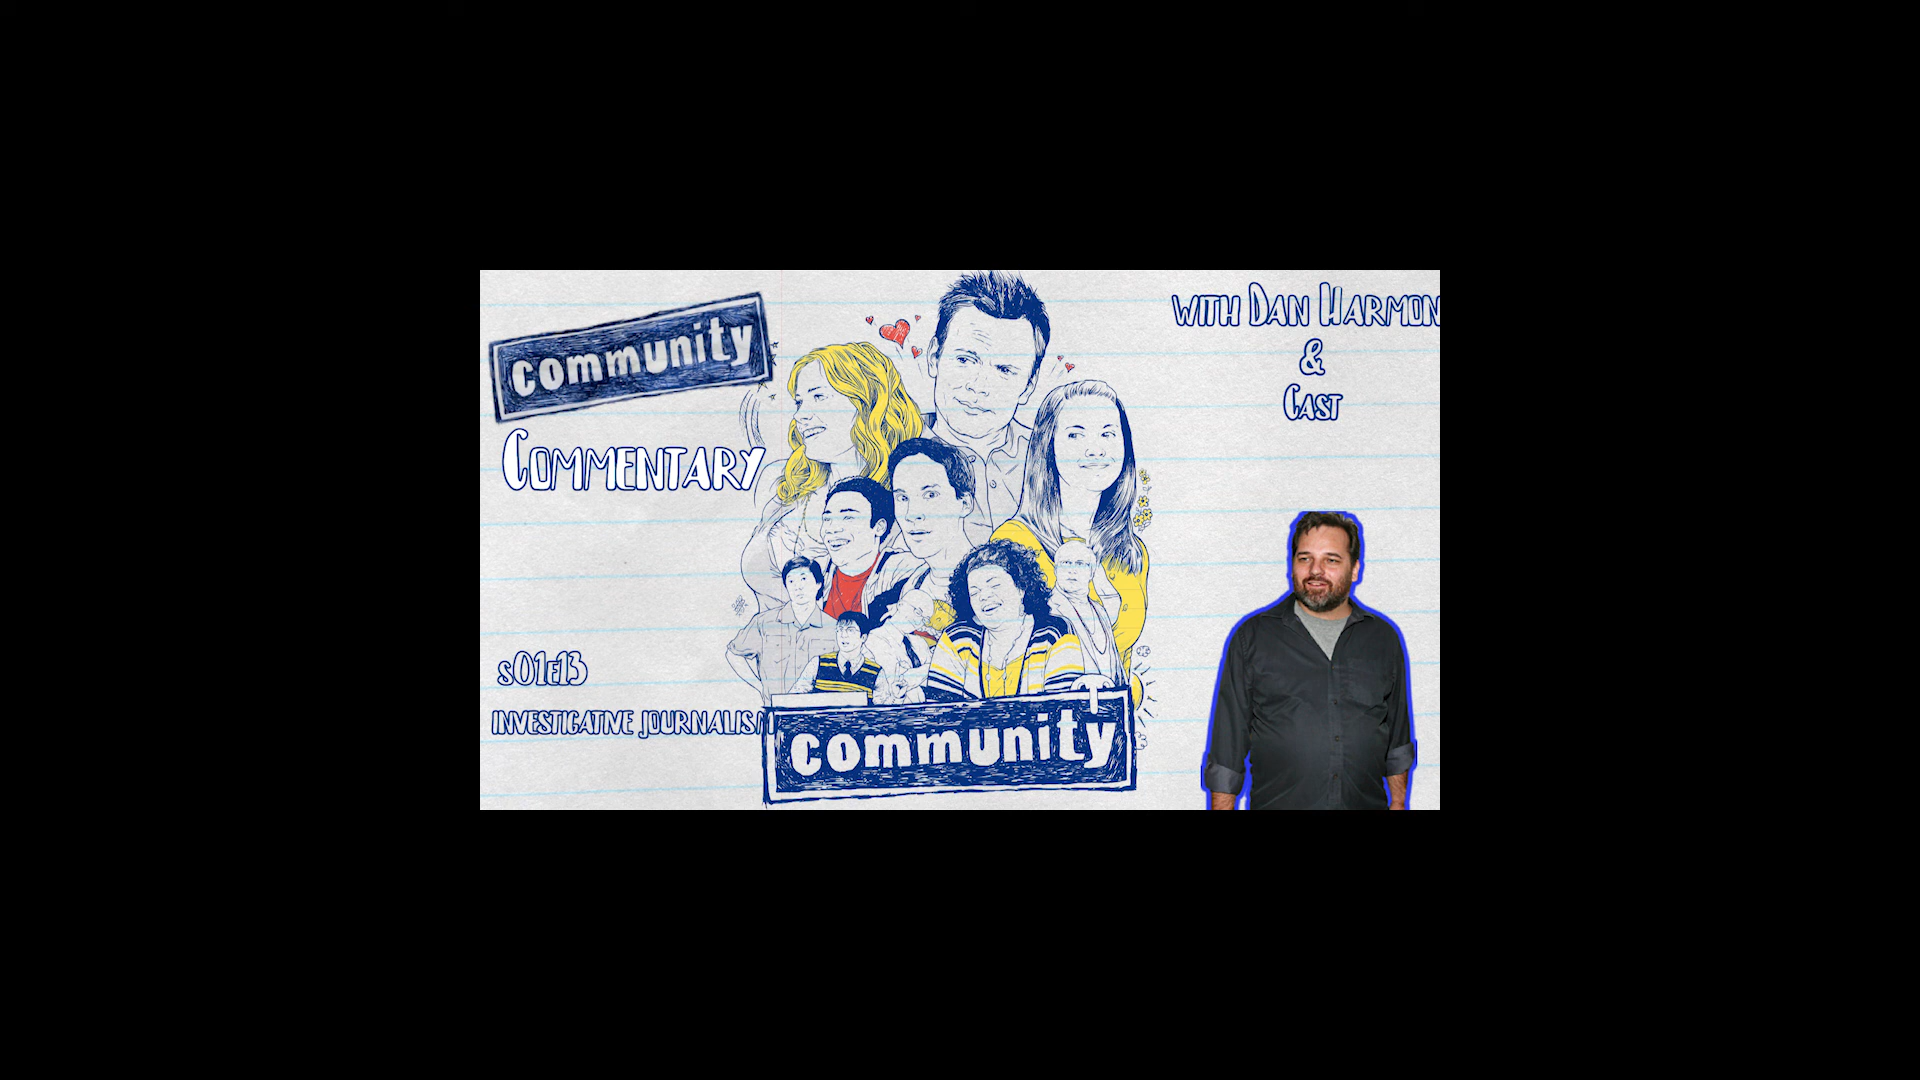 community
Commentary
s01e13
investigative journalism
community
with Dan Harmon
&
Cast